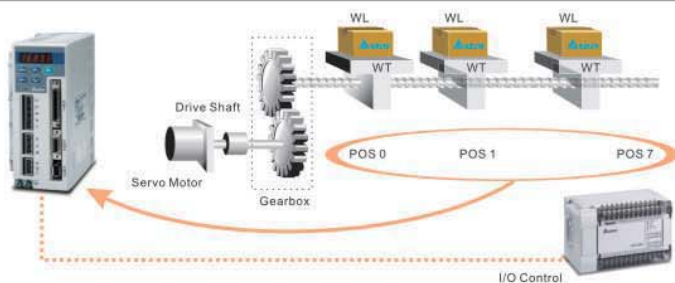 WL WL WL
WT WT WT
Drive Shaft
Servo Motor
Gearbox
POS 0 POS 1 POS 7
I/O Control